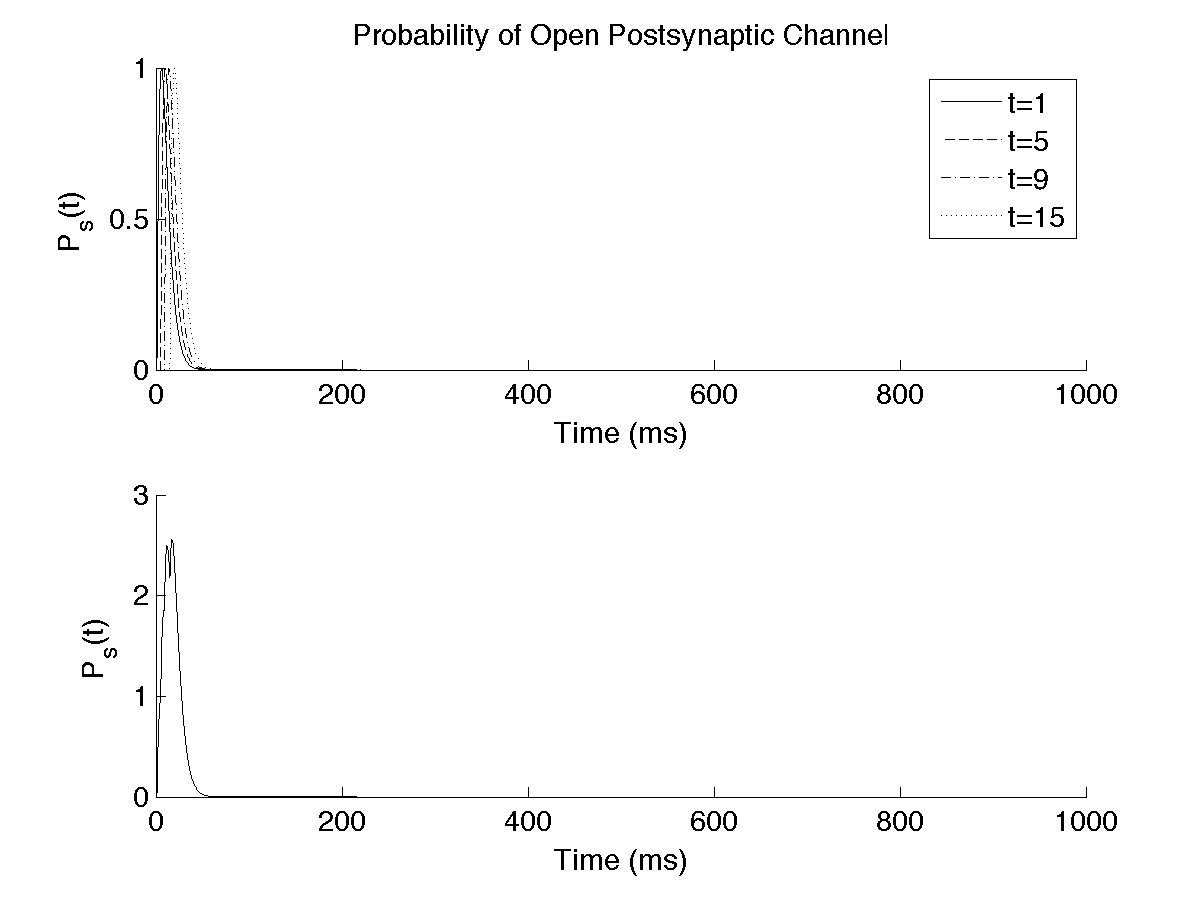 Probability of Open Postsynaptic Channel
1
0.5
0
P_s(t)
t=1
t=5
t=9
t=15
0 200 400 600 800 1000
Time (ms)
3
2
1
0
P_s(t)
0 200 400 600 800 1000
Time (ms)